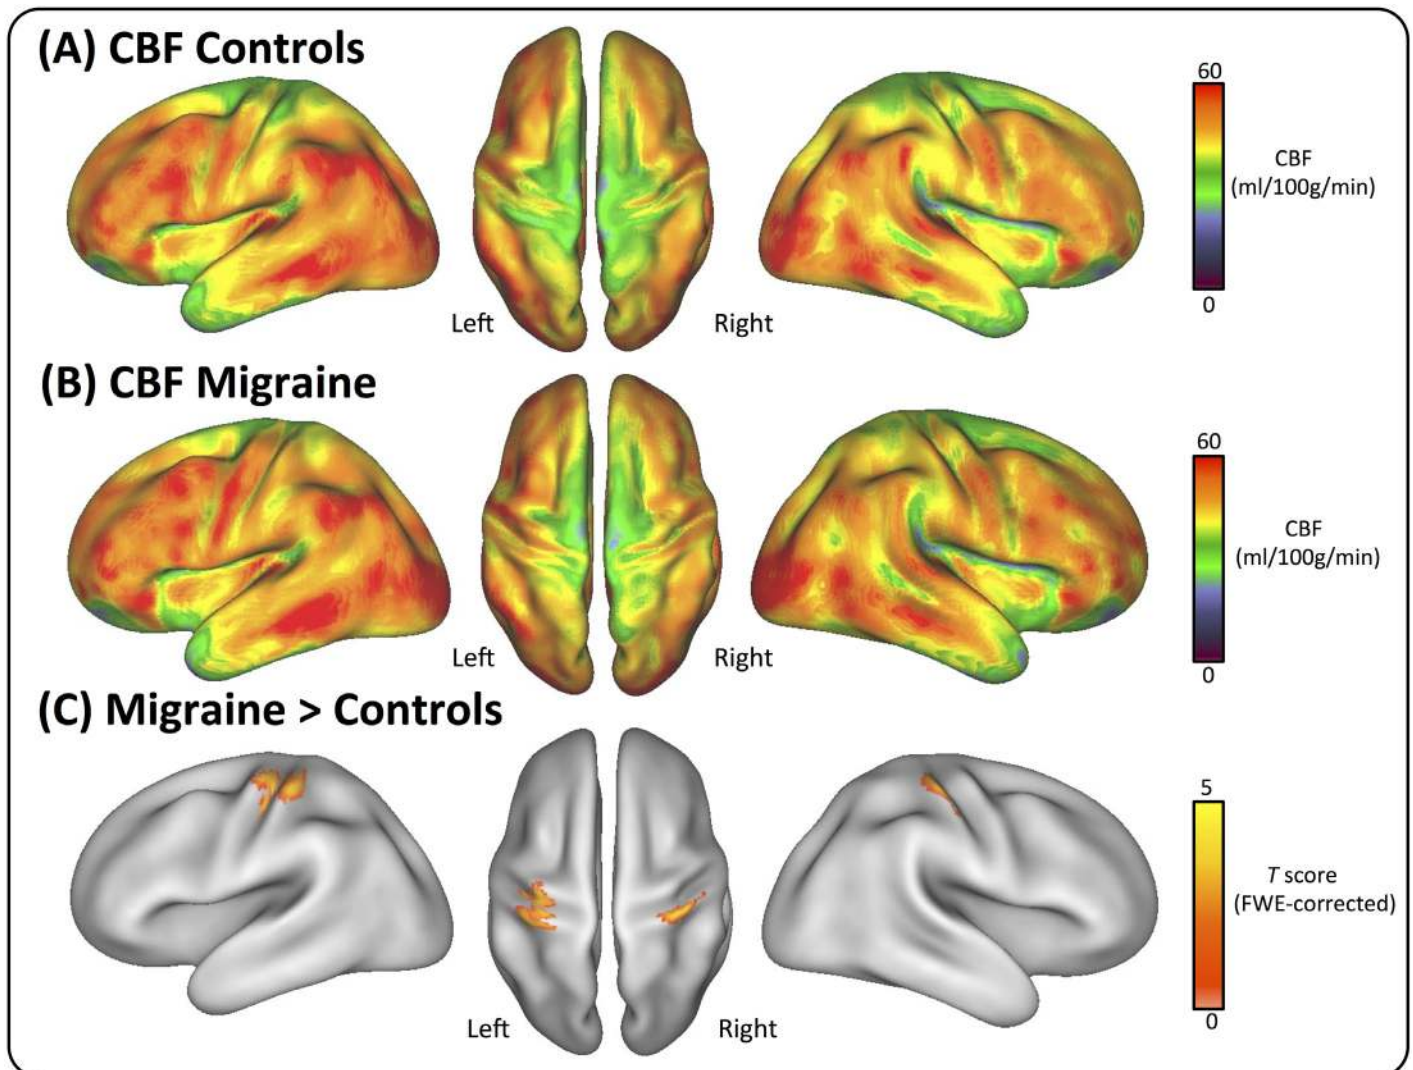 (A) CBF Controls
60
CBF
(ml/100g/min)
0
Left
Right
(B) CBF Migraine
60
CBF
(ml/100g/min)
0
Left
Right
(C) Migraine > Controls
5
T score
(FWE-corrected)
0
Left
Right